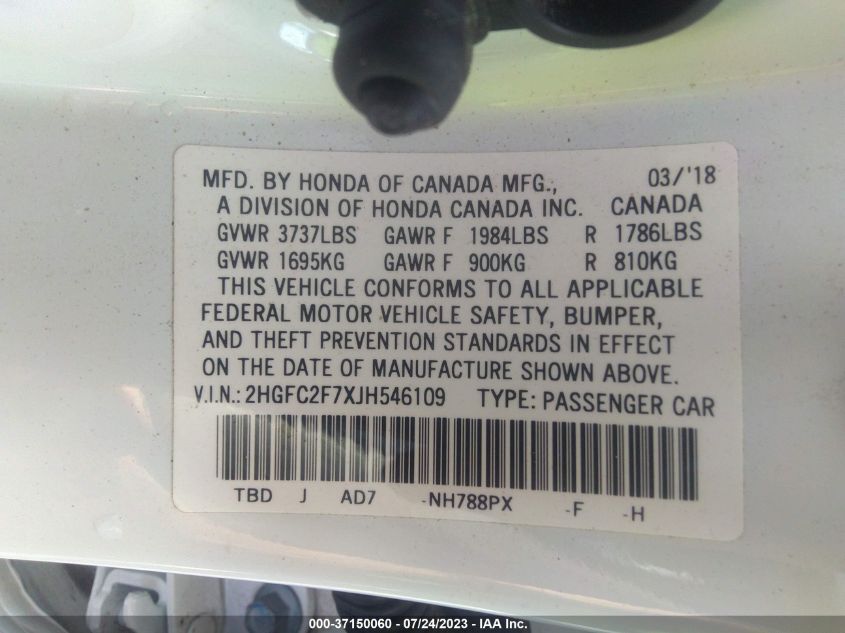 MFD. BY HONDA OF CANADA MFG., 03/'18
A DIVISION OF HONDA CANADA INC. CANADA
GVWR 3737LBS GAWR F 1984LBS R 1786LBS
GVWR 1695KG GAWR F 900KG R 810KG
THIS VEHICLE CONFORMS TO ALL APPLICABLE
FEDERAL MOTOR VEHICLE SAFETY, BUMPER,
AND THEFT PREVENTION STANDARDS IN EFFECT
ON THE DATE OF MANUFACTURE SHOWN ABOVE.
V.I.N.: 2HGFC2F7XJH546109 TYPE: PASSENGER CAR
TBD J AD7 -NH788PX -F -H
000-37150060 - 07/24/2023 - IAA Inc.